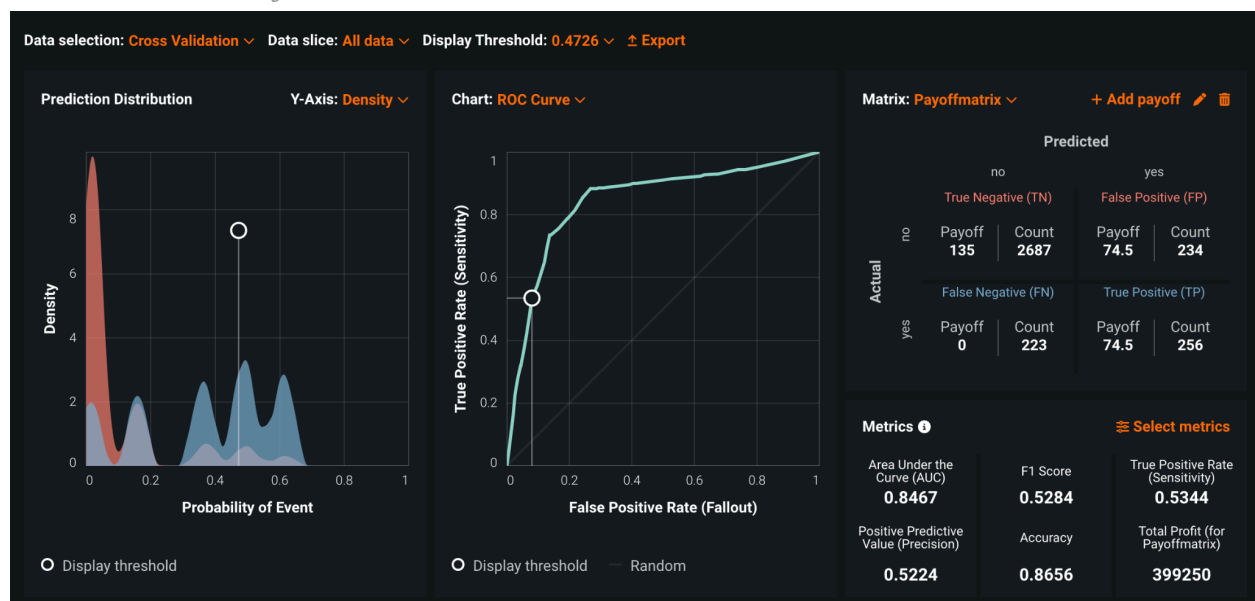 Data selection: Cross Validation Data slice: All data Display Threshold: 0.4726 Export
Prediction Distribution Y-Axis: Density
8
6
4
2
0
Density
0 0.2 0.4 0.6 0.8 1
Probability of Event
Display threshold
Chart: ROC Curve
1
0.8
0.6
0.4
0.2
0
True Positive Rate (Sensitivity)
0 0.2 0.4 0.6 0.8 1
False Positive Rate (Fallout)
Display threshold Random
Matrix: Payoffmatrix + Add payoff
Predicted
no yes
Actual
no
True Negative (TN) False Positive (FP)
Payoff Count Payoff Count
135 2687 74.5 234
yes
False Negative (FN) True Positive (TP)
Payoff Count Payoff Count
0 223 74.5 256
Metrics Select metrics
Area Under the
Curve (AUC)
0.8467
F1 Score
0.5284
True Positive Rate
(Sensitivity)
0.5344
Positive Predictive
Value (Precision)
0.5224
Accuracy
0.8656
Total Profit (for
Payoffmatrix)
399250